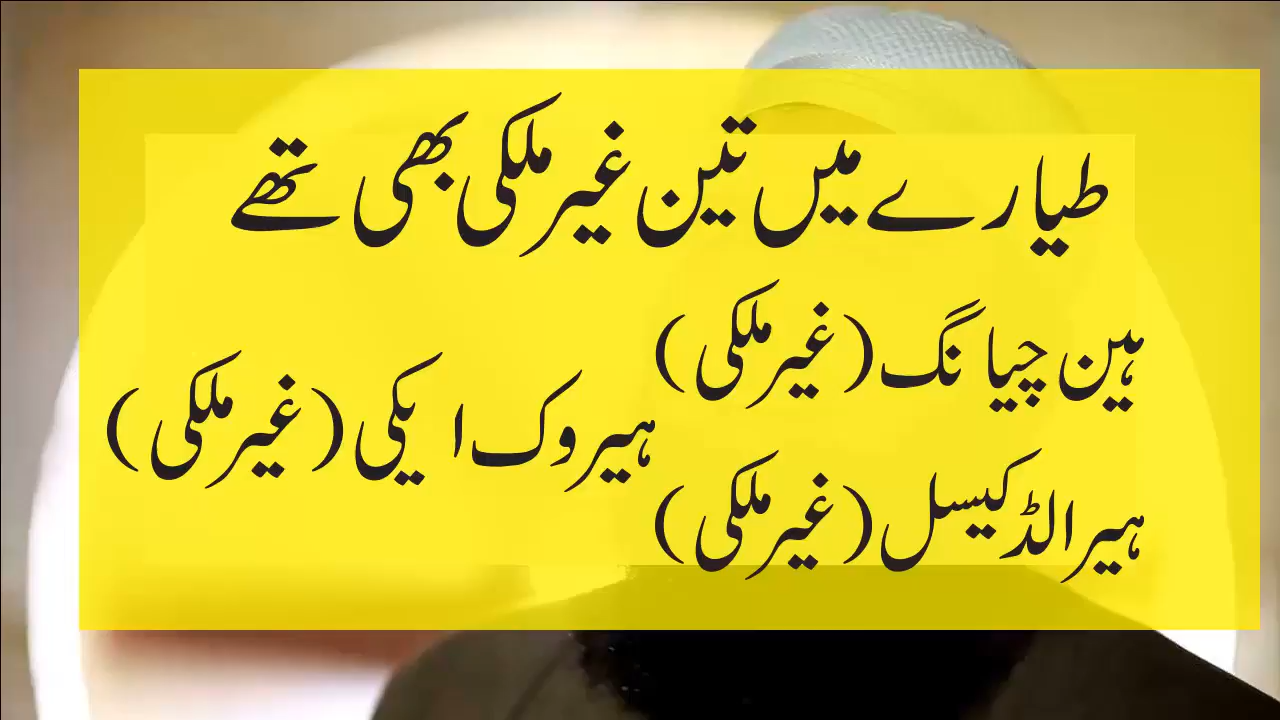 طیارے میں تین غیر ملکی بھی تھے
ہین چیانگ (غیر ملکی)
ہیروک ایکی (غیر ملکی)
ہیرالڈ کیسل (غیر ملکی)